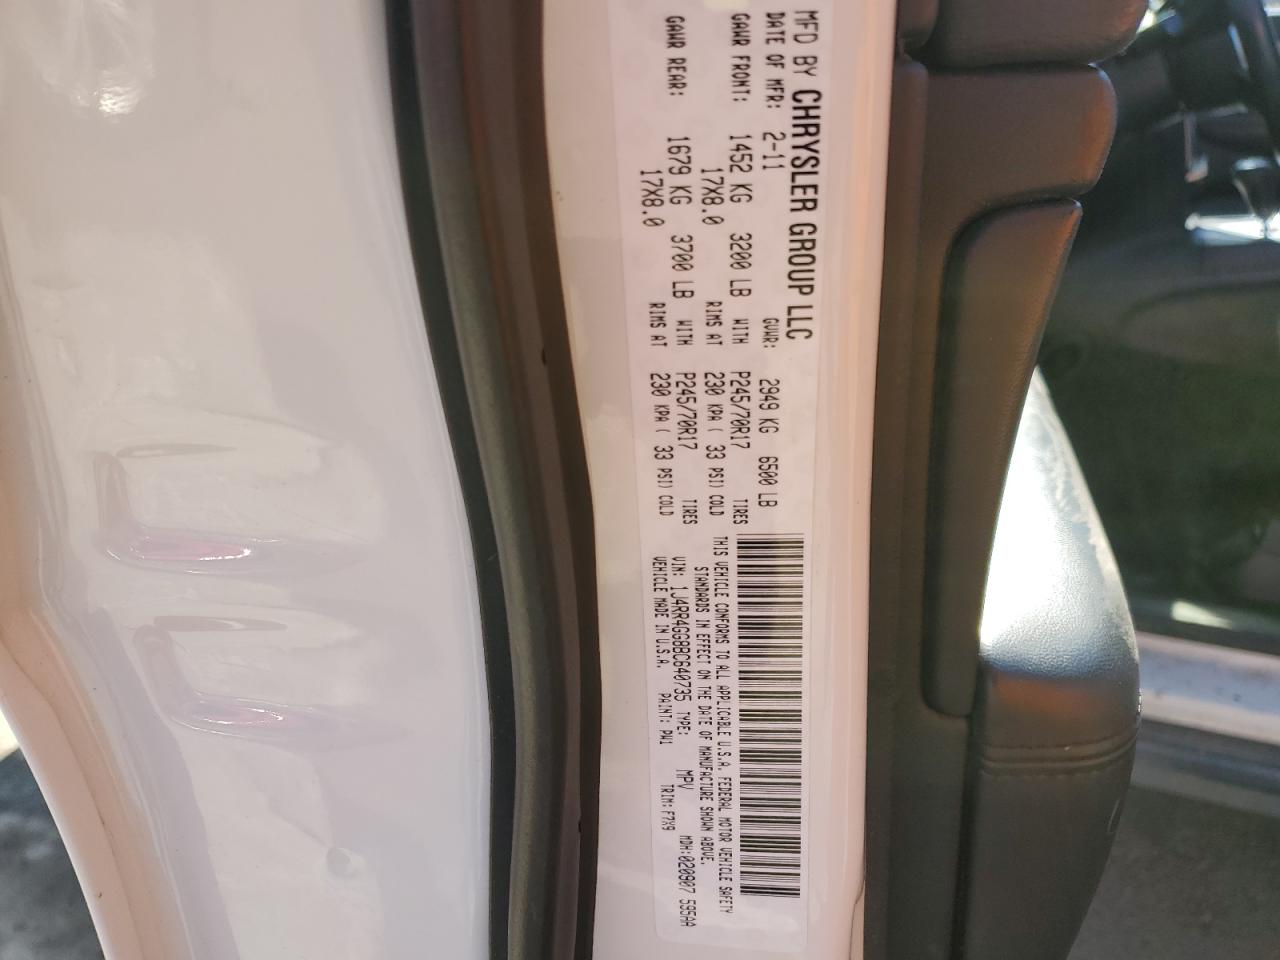 MFD BY CHRYSLER GROUP LLC
DATE OF MFR: 2-11 GVWR: 2949 KG 6500 LB
GAWR FRONT: 1452 KG 3200 LB WITH P245/70R17 TIRES
17X8.0 RIMS AT 230 KPA ( 33 PSI) COLD
GAWR REAR: 1679 KG 3700 LB WITH P245/70R17 TIRES
17X8.0 RIMS AT 230 KPA ( 33 PSI) COLD
THIS VEHICLE CONFORMS TO ALL APPLICABLE U.S.A. FEDERAL MOTOR VEHICLE SAFETY
STANDARDS IN EFFECT ON THE DATE OF MANUFACTURE SHOWN ABOVE.
VIN: 1J4RR4GG8BC640735 TYPE: MPV MDH:020907 595AA
VEHICLE MADE IN U.S.A. PAINT: PW1 TRIM: F7X9